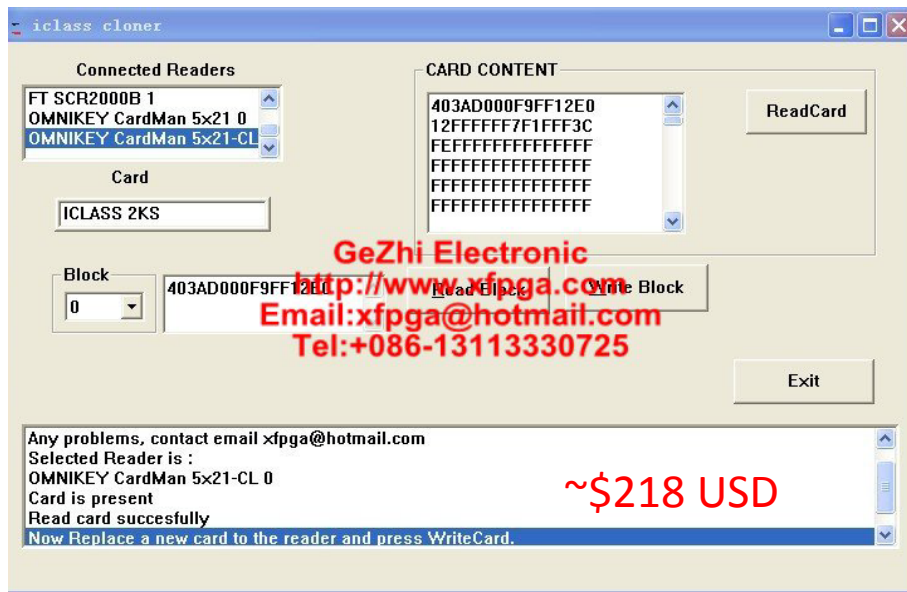 iclass cloner
Connected Readers
FT SCR2000B 1
OMNIKEY CardMan 5x21 0
OMNIKEY CardMan 5x21-CL
Card
ICLASS 2KS
CARD CONTENT
403AD000F9FF12E0
12FFFFFF7F1FFF3C
FEFFFFFFFFFFFFFF
FFFFFFFFFFFFFFFF
FFFFFFFFFFFFFFFF
FFFFFFFFFFFFFFFF
ReadCard
GeZhi Electronic
http://www.xfpga.com
Email:xfpga@hotmail.com
Tel:+086-13113330725
Block
0
403AD000F9FF12E0
Read Block
Write Block
Exit
Any problems, contact email xfpga@hotmail.com
Selected Reader is :
OMNIKEY CardMan 5x21-CL 0
Card is present
Read card succesfully
Now Replace a new card to the reader and press WriteCard.
~$218 USD